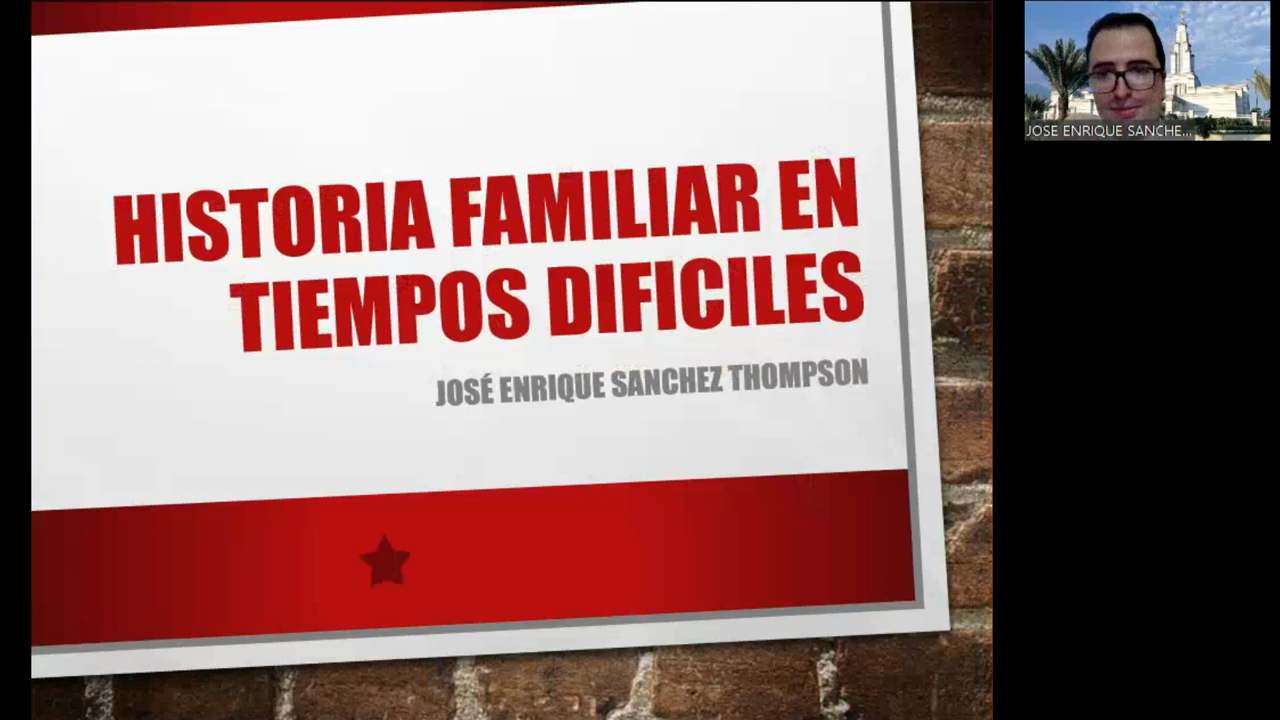 HISTORIA FAMILIAR EN
TIEMPOS DIFICILES
JOSÉ ENRIQUE SANCHEZ THOMPSON
JOSE ENRIQUE SANCHE...